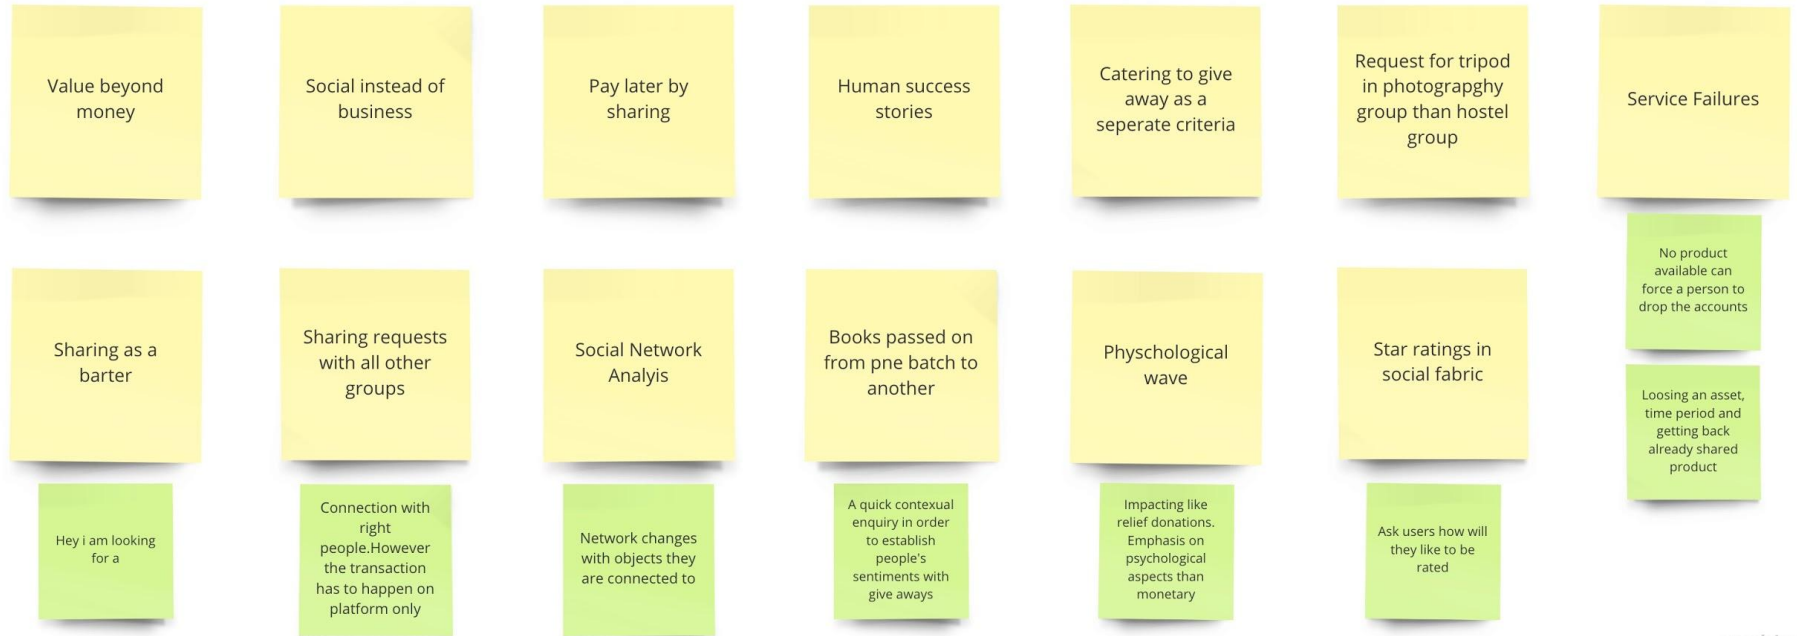 Value beyond
money
Social instead of
business
Pay later by
sharing
Human success
stories
Catering to give
away as a
seperate criteria
Request for tripod
in photograpghy
group than hostel
group
Service Failures
No product
available can
force a person to
drop the accounts
Loosing an asset,
time period and
getting back
already shared
product
Sharing as a
barter
Hey i am looking
for a
Sharing requests
with all other
groups
Connection with
right
people.However
the transaction
has to happen on
platform only
Social Network
Analyis
Network changes
with objects they
are connected to
Books passed on
from pne batch to
another
A quick contexual
enquiry in order
to establish
people's
sentiments with
give aways
Physchological
wave
Impacting like
relief donations.
Emphasis on
psychological
aspects than
monetary
Star ratings in
social fabric
Ask users how will
they like to be
rated